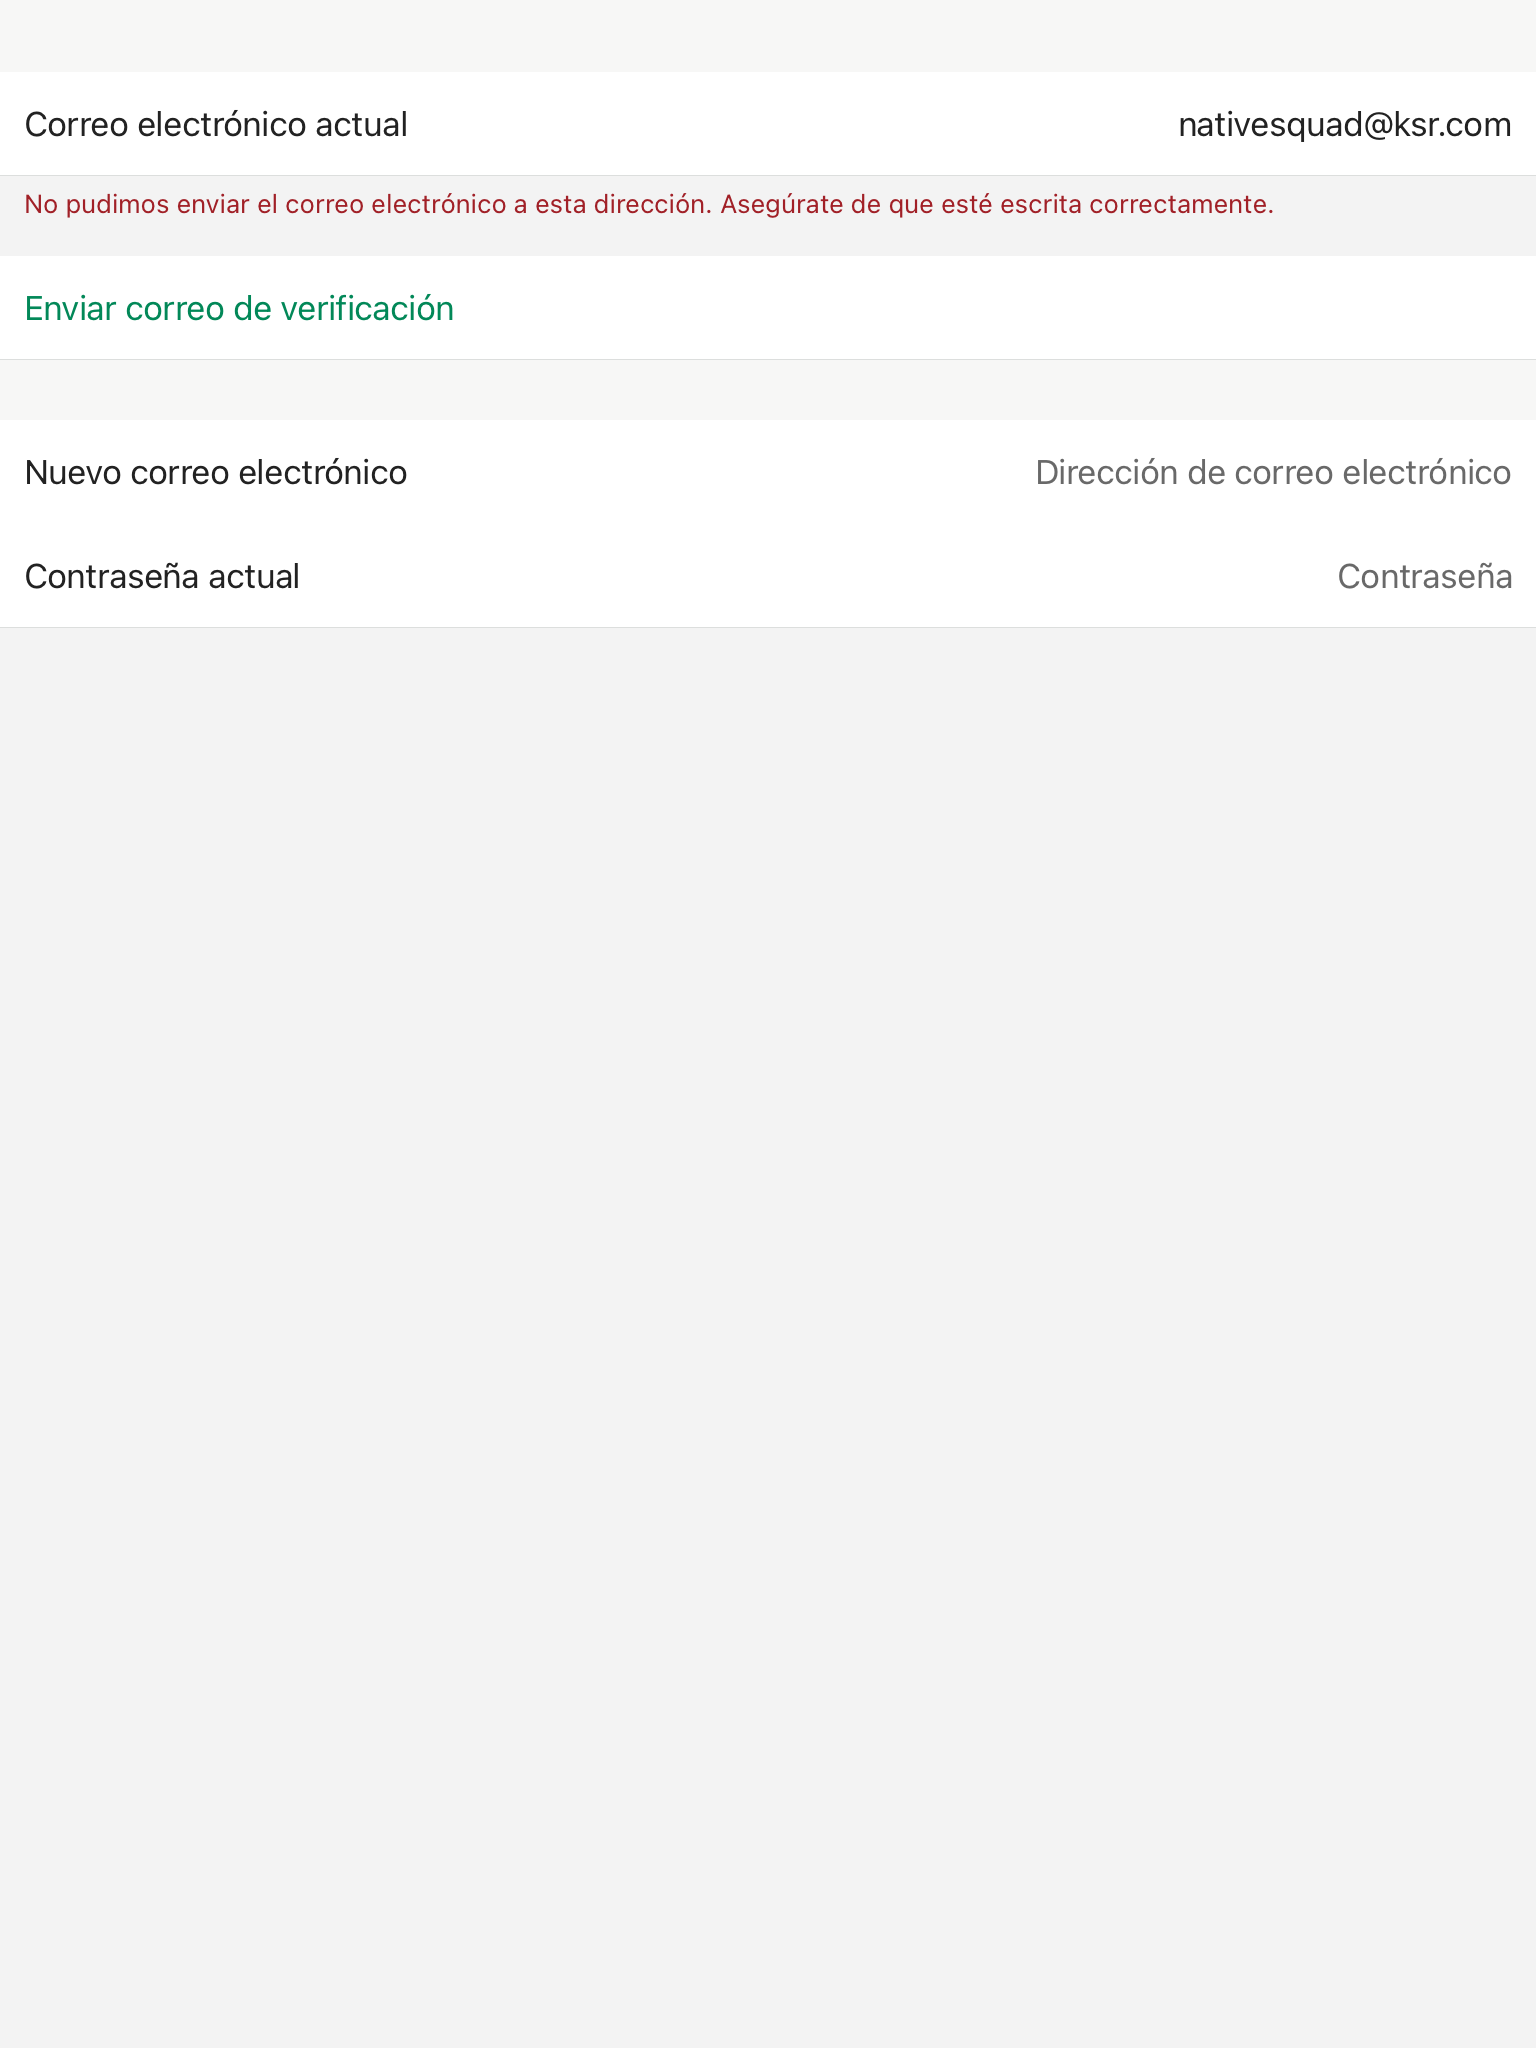 Correo electrónico actual nativesquad@ksr.com
No pudimos enviar el correo electrónico a esta dirección. Asegúrate de que esté escrita correctamente.
Enviar correo de verificación
Nuevo correo electrónico Dirección de correo electrónico
Contraseña actual Contraseña